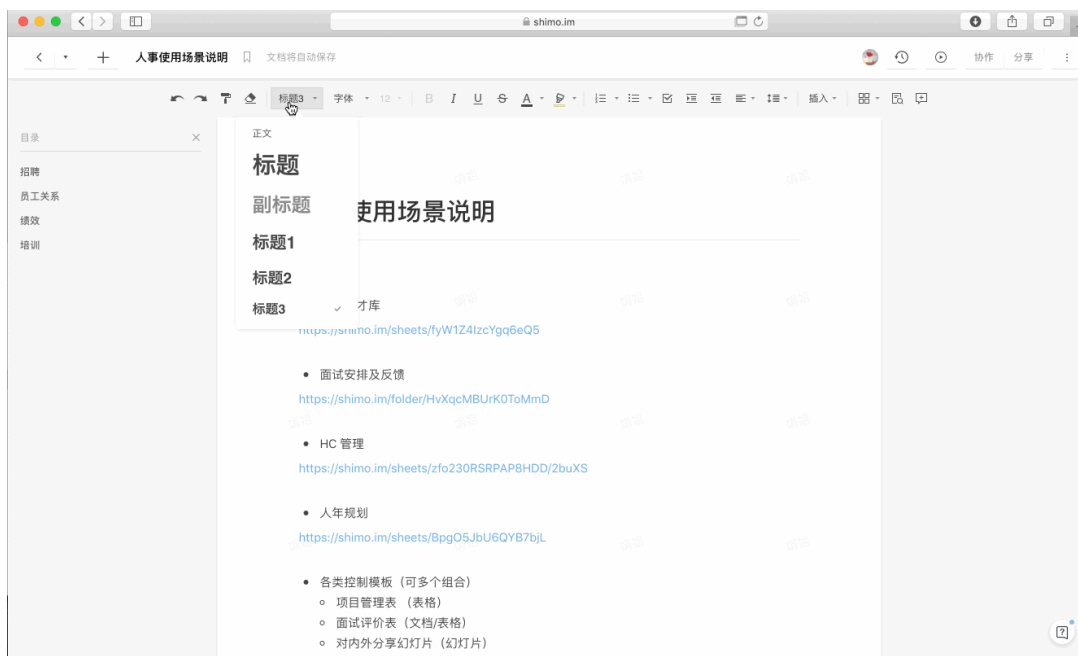 shimo.im
人事使用场景说明
文档将自动保存
协作
分享
标题3
字体
12
B I U S A
插入
目录
招聘
员工关系
绩效
培训
正文
标题
副标题
标题1
标题2
标题3
使用场景说明
才库
https://shimo.im/sheets/fyW1Z4IzcYgq6eQ5
• 面试安排及反馈
https://shimo.im/folder/HvXqcMBUrK0ToMmD
• HC 管理
https://shimo.im/sheets/zfo230RSRPAP8HDD/2buXS
• 人年规划
https://shimo.im/sheets/BpgO5JbU6QYB7bjL
• 各类控制模板（可多个组合）
◦ 项目管理表 （表格）
◦ 面试评价表（文档/表格）
◦ 对内外分享幻灯片（幻灯片）